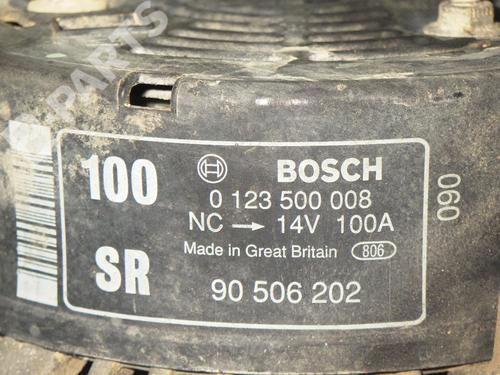 B PARTS
100 BOSCH
0 123 500 008
NC → 14V 100A
Made in Great Britain 806
SR
90 506 202
090